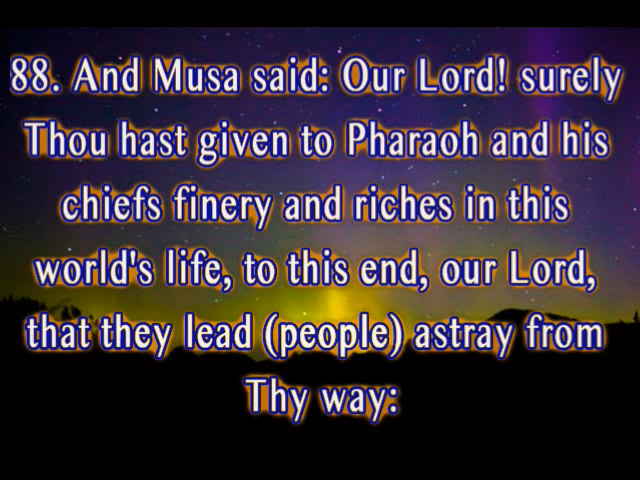 88. And Musa said: Our Lord! surely
Thou hast given to Pharaoh and his
chiefs finery and riches in this
world's life, to this end, our Lord,
that they lead (people) astray from
Thy way: